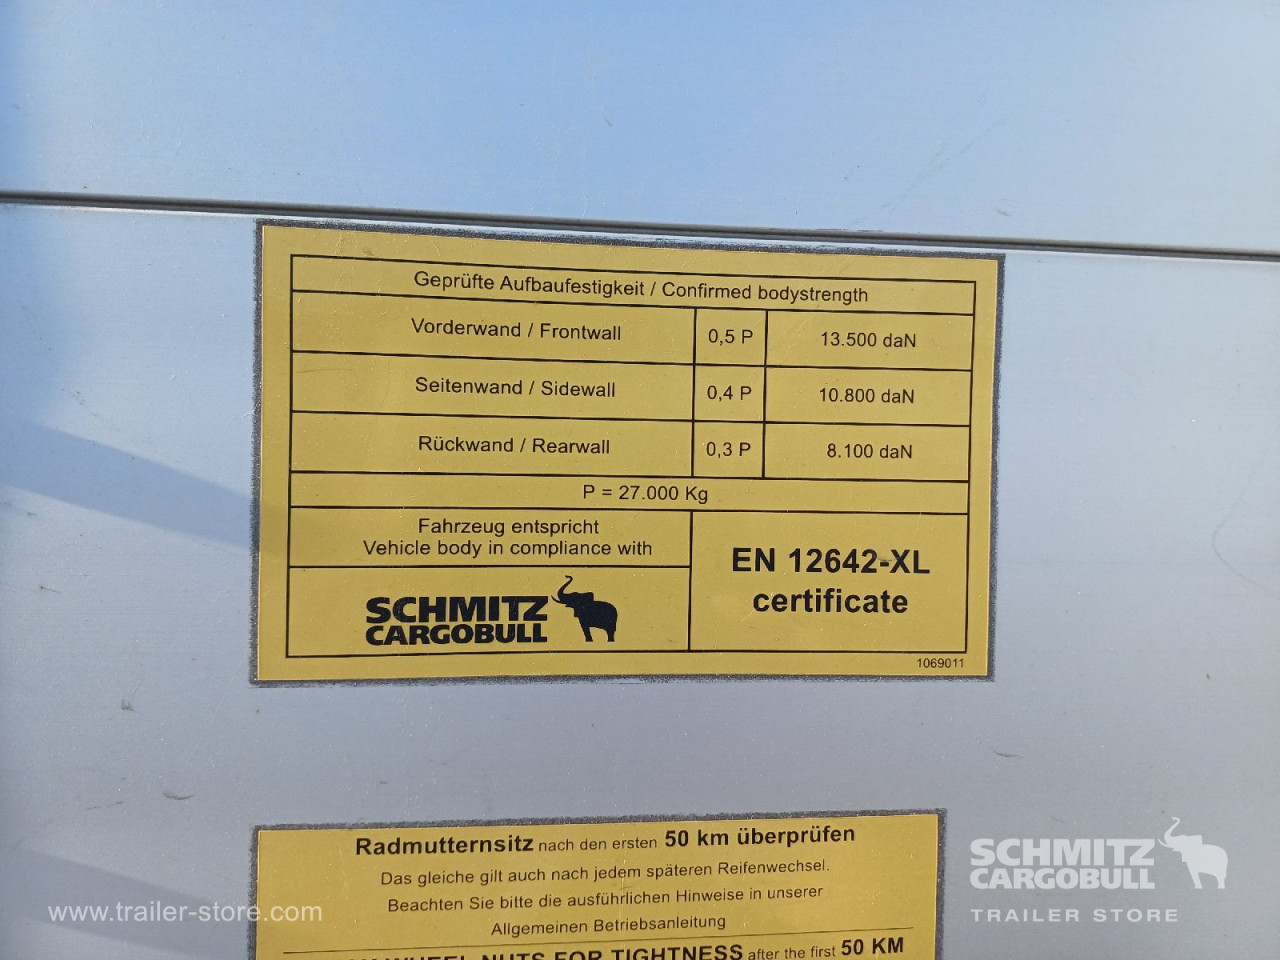 Geprüfte Aufbaufestigkeit / Confirmed bodystrength
Vorderwand / Frontwall 0,5 P 13.500 daN
Seitenwand / Sidewall 0,4 P 10.800 daN
Rückwand / Rearwall 0,3 P 8.100 daN
P = 27.000 Kg
Fahrzeug entspricht
Vehicle body in compliance with
EN 12642-XL
certificate
SCHMITZ
CARGOBULL
1069011
Radmutternsitz nach den ersten 50 km überprüfen
Das gleiche gilt auch nach jedem späteren Reifenwechsel.
Beachten Sie bitte die ausführlichen Hinweise in unserer
Allgemeinen Betriebsanleitung
WHEEL NUTS FOR TIGHTNESS after the first 50 KM
www.trailer-store.com
SCHMITZ
CARGOBULL
TRAILER STORE